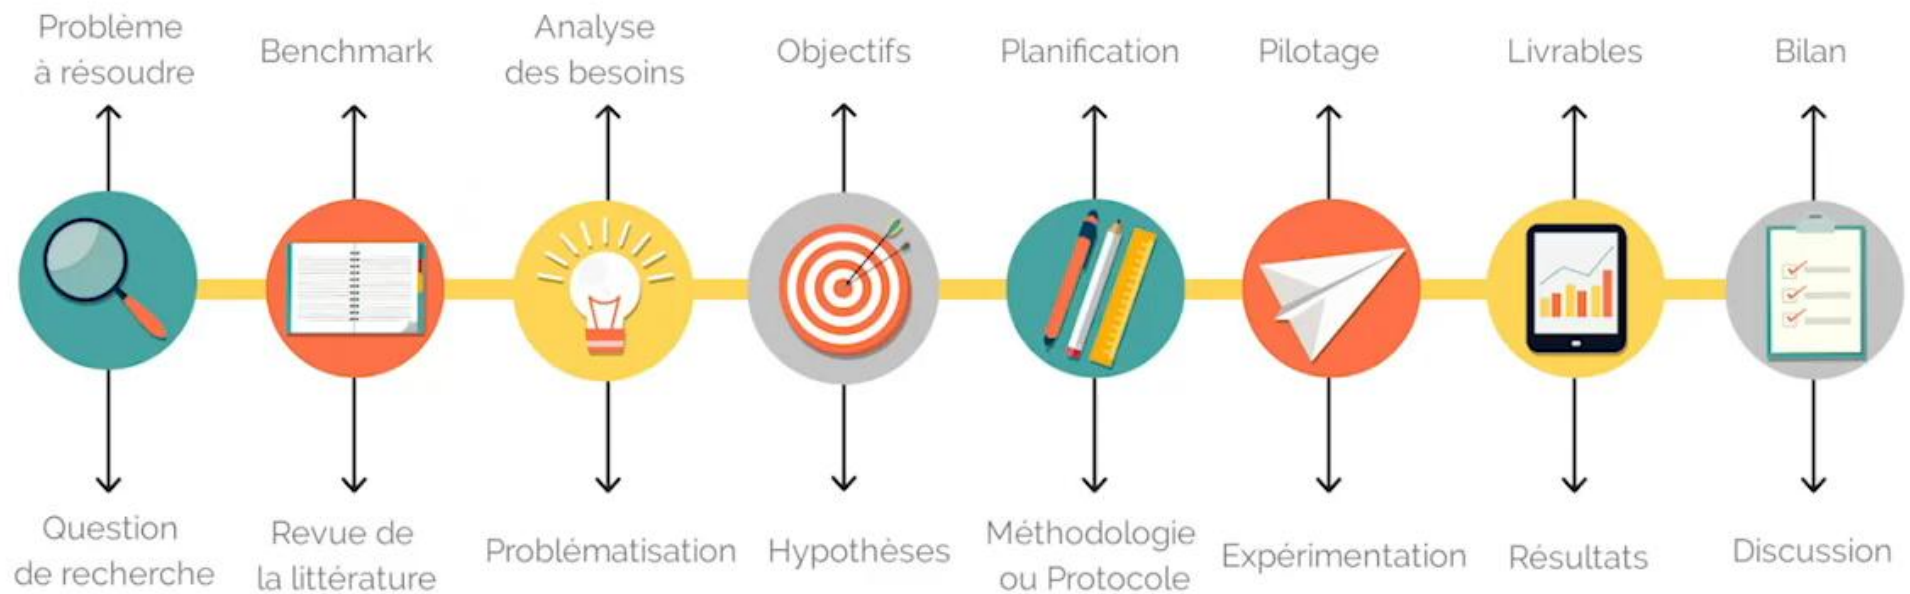 Problème
à résoudre
Benchmark
Analyse
des besoins
Objectifs
Planification
Pilotage
Livrables
Bilan
Question
de recherche
Revue de
la littérature
Problématisation
Hypothèses
Méthodologie
ou Protocole
Expérimentation
Résultats
Discussion